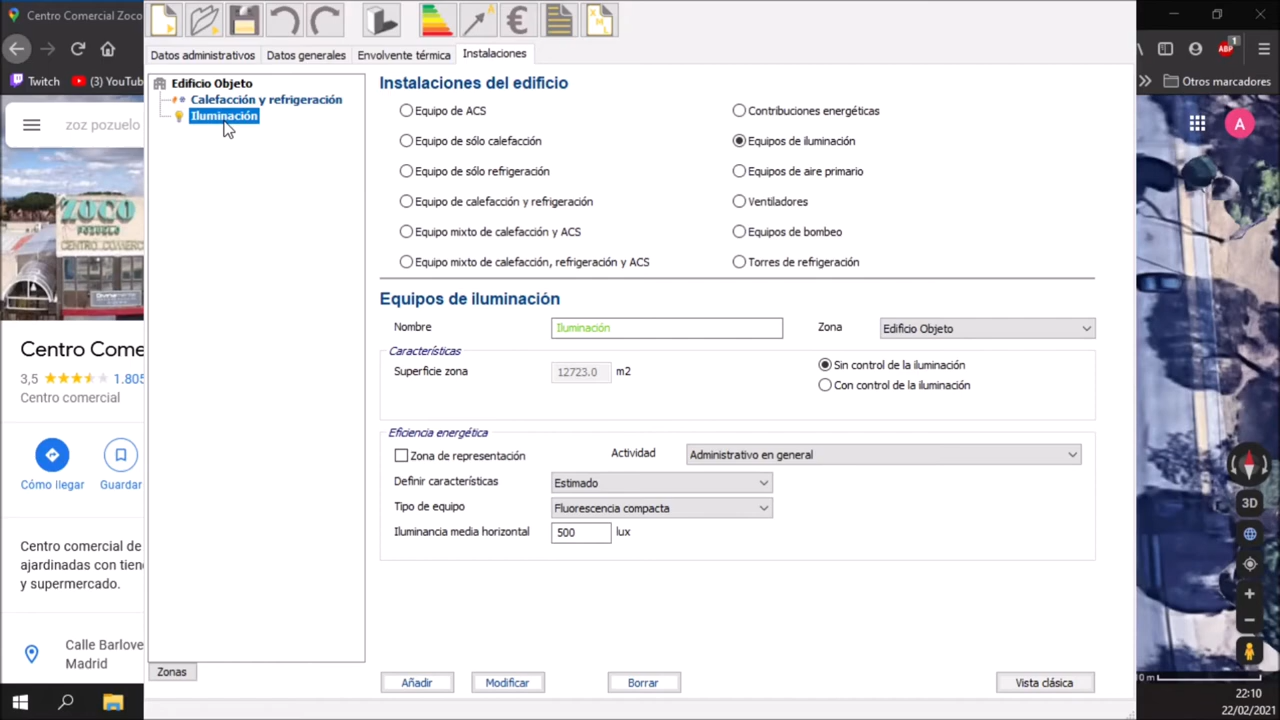 Centro Comercial Zoco
Twitch
(3) YouTub
Otros marcadores
ABP
1
zoz pozuelo
A
ZOCO
POZUELO
Centro Come
3,5
1.805
Centro comercial
Cómo llegar
Guardar
Centro comercial de
ajardinadas con tien
y supermercado.
Calle Barlove
Madrid
Datos administrativos
Datos generales
Envolvente térmica
Instalaciones
Edificio Objeto
Calefacción y refrigeración
Iluminación
Zonas
Instalaciones del edificio
Equipo de ACS
Contribuciones energéticas
Equipo de sólo calefacción
Equipos de iluminación
Equipo de sólo refrigeración
Equipos de aire primario
Equipo de calefacción y refrigeración
Ventiladores
Equipo mixto de calefacción y ACS
Equipos de bombeo
Equipo mixto de calefacción, refrigeración y ACS
Torres de refrigeración
Equipos de iluminación
Nombre
Iluminación
Zona
Edificio Objeto
Características
Superficie zona
12723.0
m2
Sin control de la iluminación
Con control de la iluminación
Eficiencia energética
Zona de representación
Actividad
Administrativo en general
Definir características
Estimado
Tipo de equipo
Fluorescencia compacta
Iluminancia media horizontal
500
lux
Añadir
Modificar
Borrar
Vista clásica
3D
22:10
22/02/2021